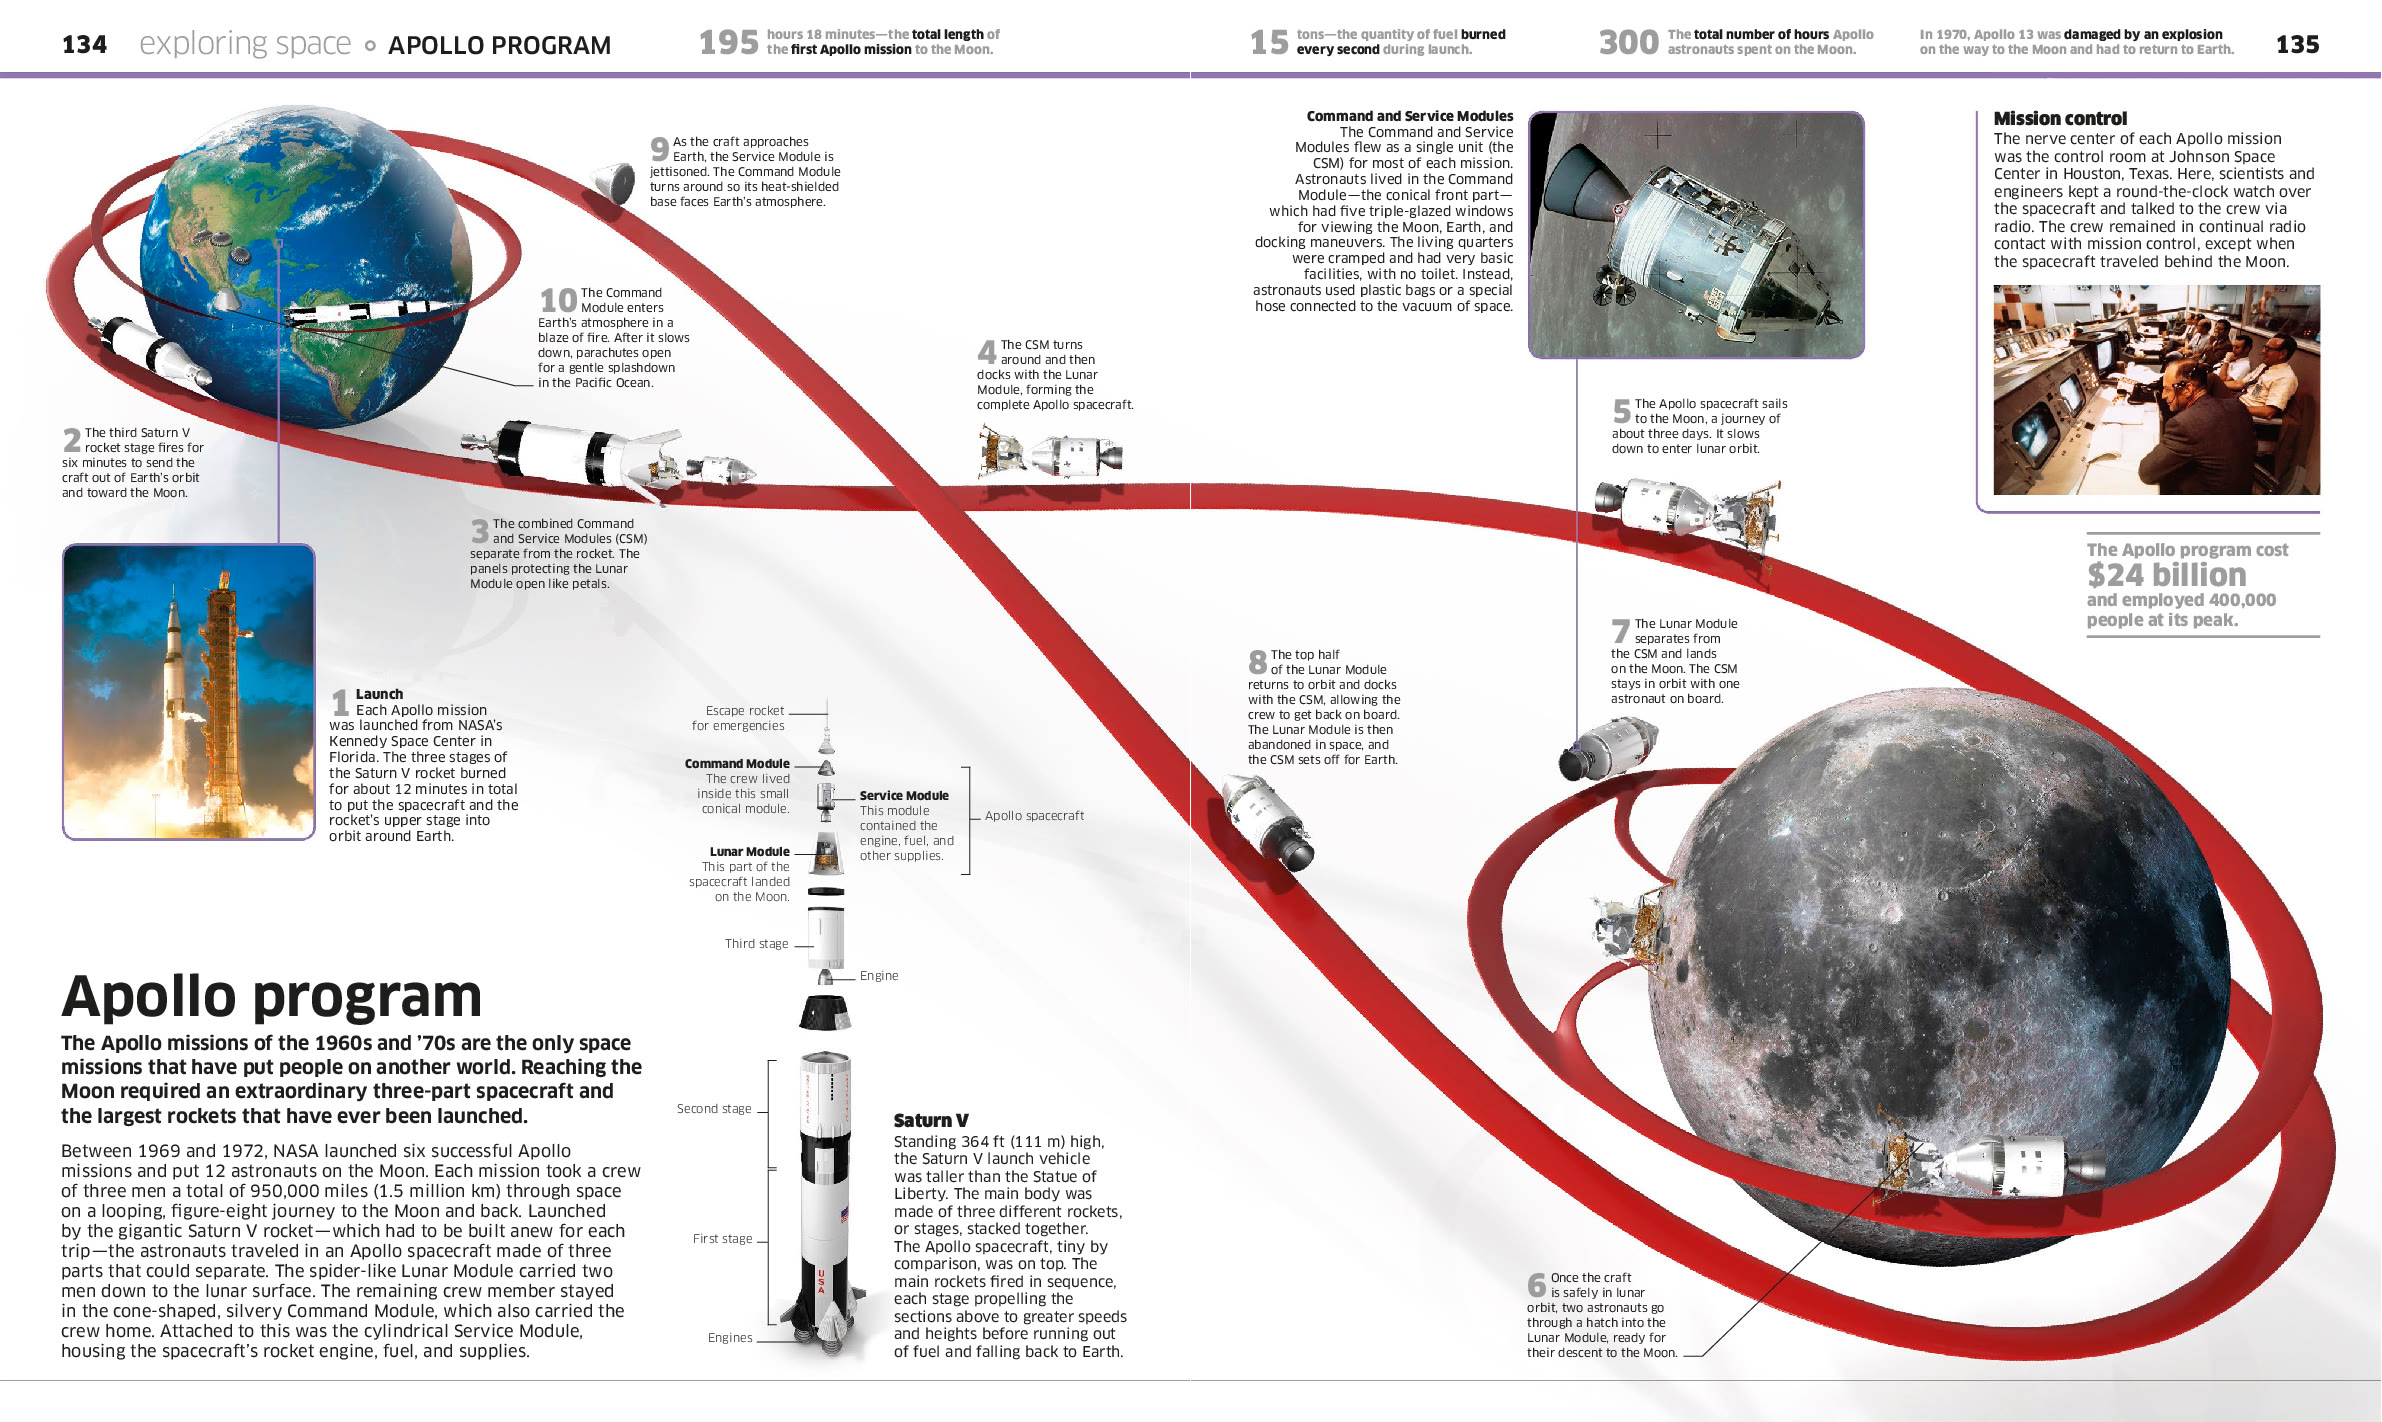 134 exploring space ○ APOLLO PROGRAM
195 hours 18 minutes—the total length of
the first Apollo mission to the Moon.
15 tons—the quantity of fuel burned
every second during launch.
300 The total number of hours Apollo
astronauts spent on the Moon.
In 1970, Apollo 13 was damaged by an explosion
on the way to the Moon and had to return to Earth.
135
9 As the craft approaches
Earth, the Service Module is
jettisoned. The Command Module
turns around so its heat-shielded
base faces Earth's atmosphere.
10 The Command
Module enters
Earth's atmosphere in a
blaze of fire. After it slows
down, parachutes open
for a gentle splashdown
in the Pacific Ocean.
2 The third Saturn V
rocket stage fires for
six minutes to send the
craft out of Earth's orbit
and toward the Moon.
3 The combined Command
and Service Modules (CSM)
separate from the rocket. The
panels protecting the Lunar
Module open like petals.
4 The CSM turns
around and then
docks with the Lunar
Module, forming the
complete Apollo spacecraft.
Command and Service Modules
The Command and Service
Modules flew as a single unit (the
CSM) for most of each mission.
Astronauts lived in the Command
Module—the conical front part—
which had five triple-glazed windows
for viewing the Moon, Earth, and
docking maneuvers. The living quarters
were cramped and had very basic
facilities, with no toilet. Instead,
astronauts used plastic bags or a special
hose connected to the vacuum of space.
Mission control
The nerve center of each Apollo mission
was the control room at Johnson Space
Center in Houston, Texas. Here, scientists and
engineers kept a round-the-clock watch over
the spacecraft and talked to the crew via
radio. The crew remained in continual radio
contact with mission control, except when
the spacecraft traveled behind the Moon.
5 The Apollo spacecraft sails
to the Moon, a journey of
about three days. It slows
down to enter lunar orbit.
The Apollo program cost
$24 billion
and employed 400,000
people at its peak.
7 The Lunar Module
separates from
the CSM and lands
on the Moon. The CSM
stays in orbit with one
astronaut on board.
8 The top half
of the Lunar Module
returns to orbit and docks
with the CSM, allowing the
crew to get back on board.
The Lunar Module is then
abandoned in space, and
the CSM sets off for Earth.
1 Launch
Each Apollo mission
was launched from NASA's
Kennedy Space Center in
Florida. The three stages of
the Saturn V rocket burned
for about 12 minutes in total
to put the spacecraft and the
rocket's upper stage into
orbit around Earth.
Escape rocket
for emergencies
Command Module
The crew lived
inside this small
conical module.
Service Module
This module
contained the
engine, fuel, and
other supplies.
Apollo spacecraft
Lunar Module
This part of the
spacecraft landed
on the Moon.
Third stage
Engine
Second stage
First stage
USA
Engines
Apollo program
The Apollo missions of the 1960s and '70s are the only space
missions that have put people on another world. Reaching the
Moon required an extraordinary three-part spacecraft and
the largest rockets that have ever been launched.
Between 1969 and 1972, NASA launched six successful Apollo
missions and put 12 astronauts on the Moon. Each mission took a crew
of three men a total of 950,000 miles (1.5 million km) through space
on a looping, figure-eight journey to the Moon and back. Launched
by the gigantic Saturn V rocket—which had to be built anew for each
trip—the astronauts traveled in an Apollo spacecraft made of three
parts that could separate. The spider-like Lunar Module carried two
men down to the lunar surface. The remaining crew member stayed
in the cone-shaped, silvery Command Module, which also carried the
crew home. Attached to this was the cylindrical Service Module,
housing the spacecraft's rocket engine, fuel, and supplies.
Saturn V
Standing 364 ft (111 m) high,
the Saturn V launch vehicle
was taller than the Statue of
Liberty. The main body was
made of three different rockets,
or stages, stacked together.
The Apollo spacecraft, tiny by
comparison, was on top. The
main rockets fired in sequence,
each stage propelling the
sections above to greater speeds
and heights before running out
of fuel and falling back to Earth.
6 Once the craft
is safely in lunar
orbit, two astronauts go
through a hatch into the
Lunar Module, ready for
their descent to the Moon.